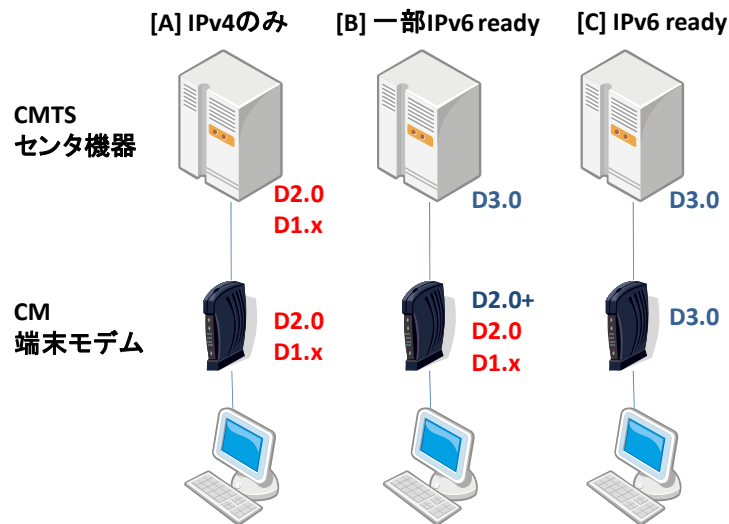 [A] IPv4のみ [B] 一部IPv6 ready [C] IPv6 ready
CMTS
センタ機器
D2.0
D1.x
D3.0
D3.0
CM
端末モデム
D2.0
D1.x
D2.0+
D2.0
D1.x
D3.0